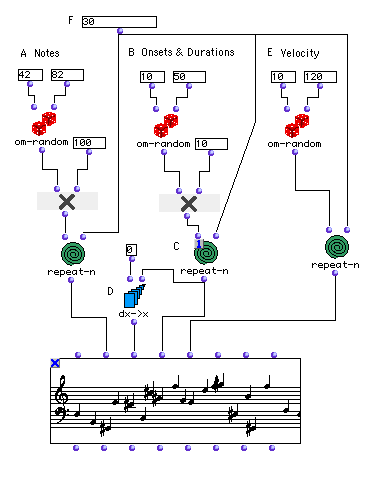 F 30
A Notes
B Onsets & Durations
E Velocity
42 82
10 50
10 120
om-random 100
om-random 10
om-random
C 1
repeat-n
repeat-n
repeat-n
0
D
dx->x